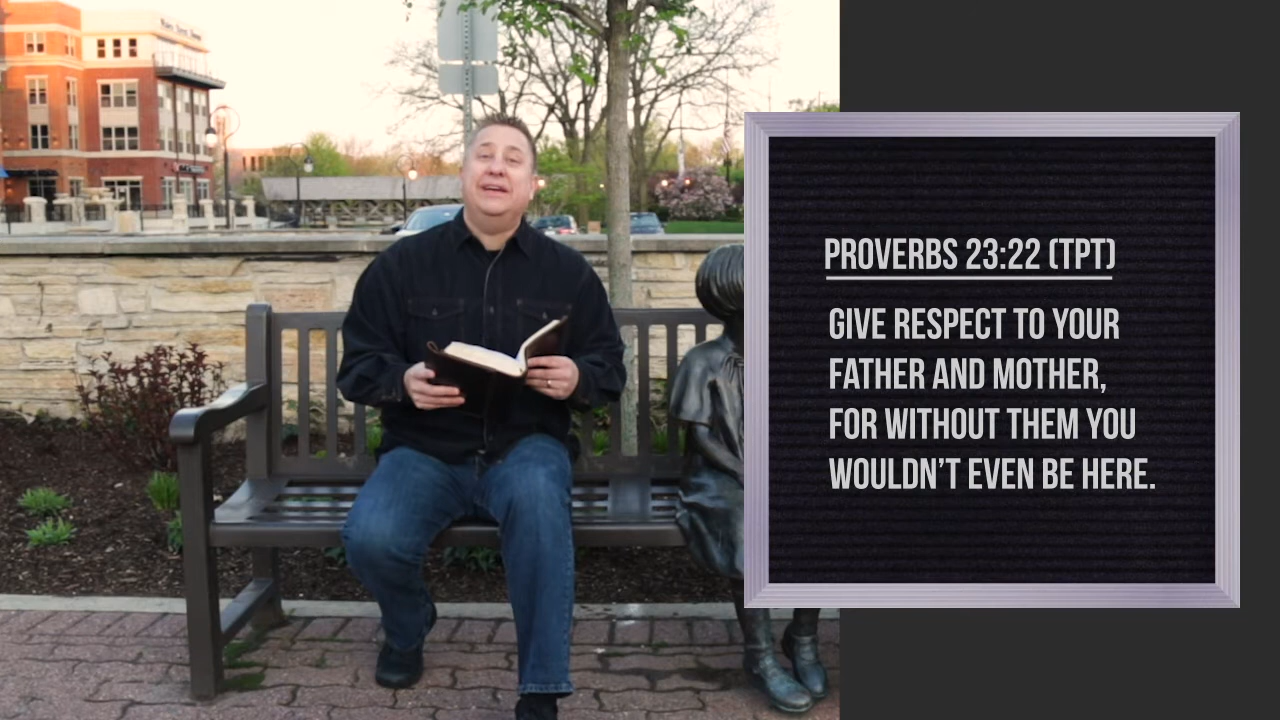 PROVERBS 23:22 (TPT)
GIVE RESPECT TO YOUR
FATHER AND MOTHER,
FOR WITHOUT THEM YOU
WOULDN'T EVEN BE HERE.